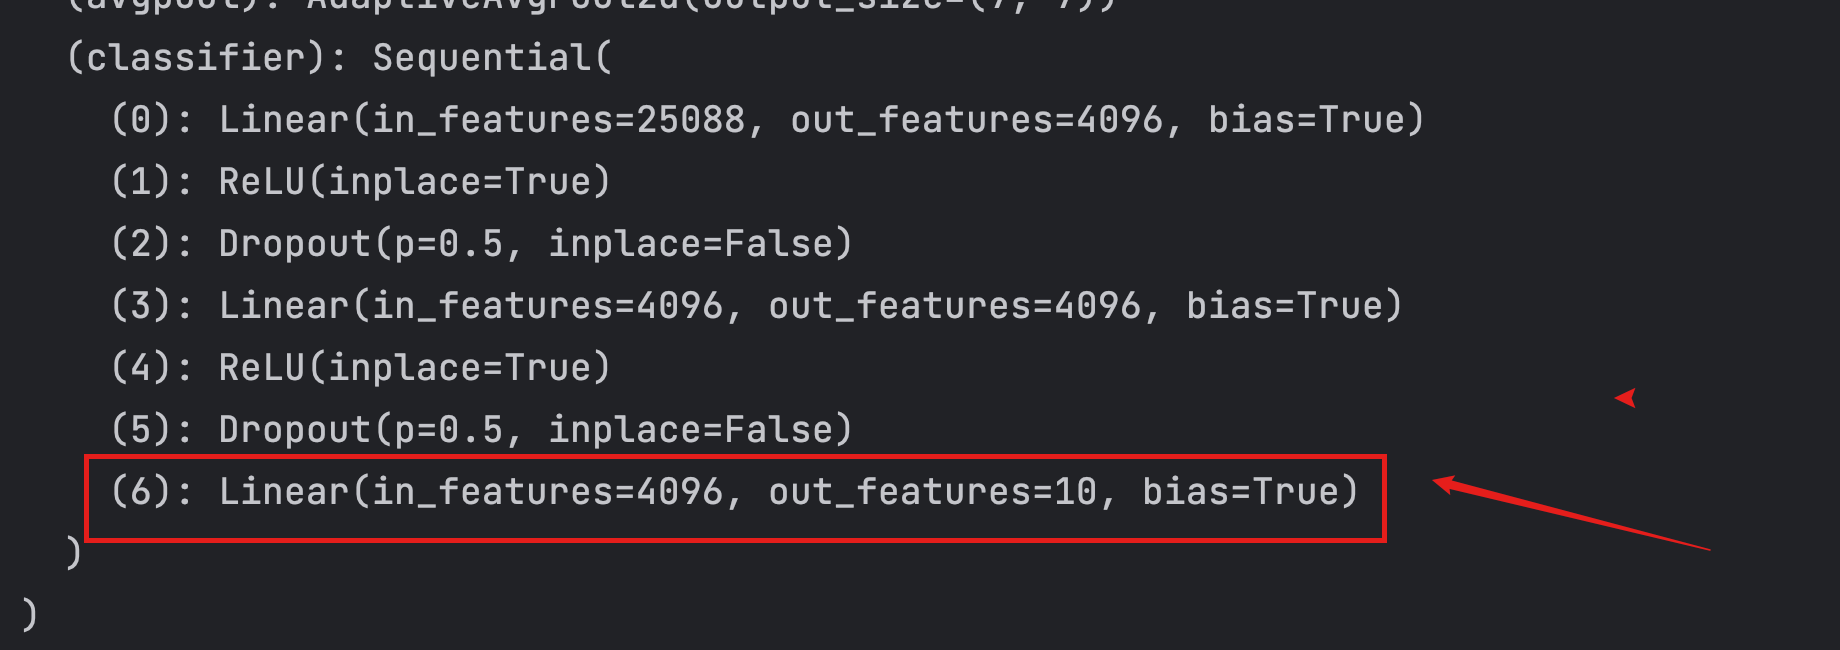 (avgpool): AdaptiveAvgPool2d(output_size=(7, 7))
(classifier): Sequential(
(0): Linear(in_features=25088, out_features=4096, bias=True)
(1): ReLU(inplace=True)
(2): Dropout(p=0.5, inplace=False)
(3): Linear(in_features=4096, out_features=4096, bias=True)
(4): ReLU(inplace=True)
(5): Dropout(p=0.5, inplace=False)
(6): Linear(in_features=4096, out_features=10, bias=True)
)
)